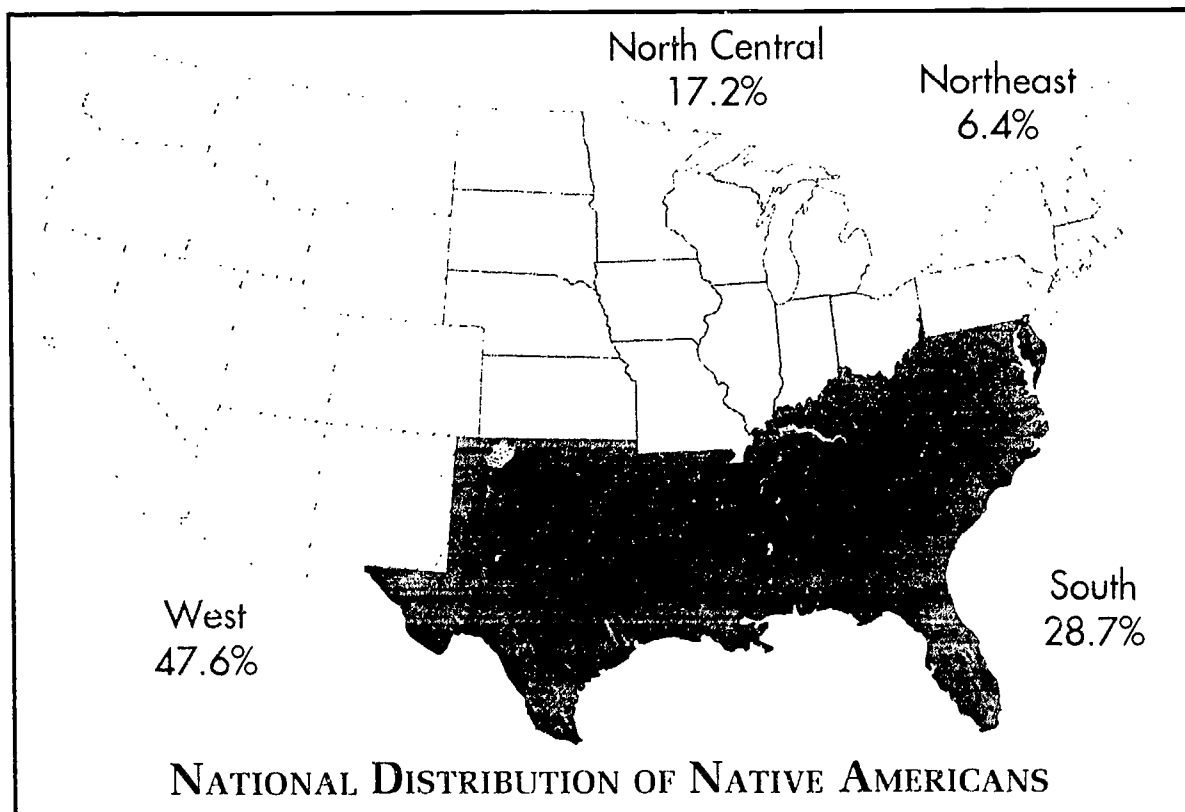 North Central
17.2%
Northeast
6.4%
West
47.6%
South
28.7%
NATIONAL DISTRIBUTION OF NATIVE AMERICANS